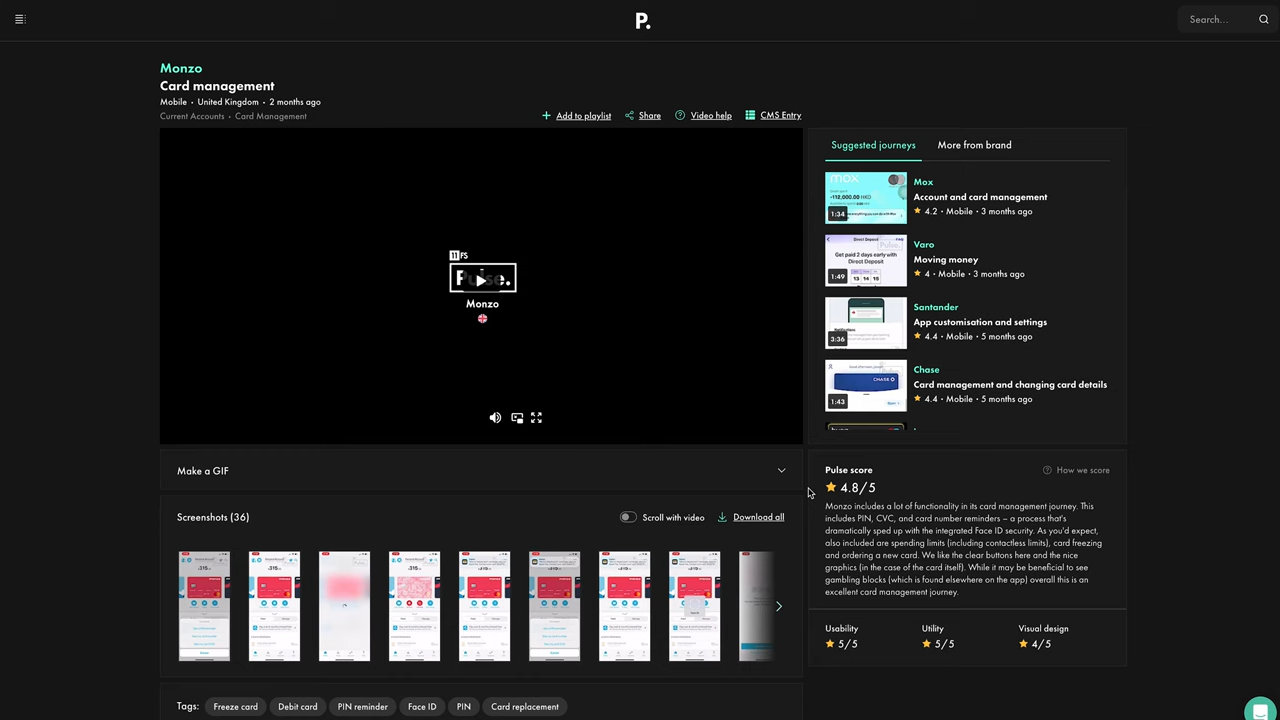 P.
Search...
Monzo
Card management
Mobile • United Kingdom • 2 months ago
Current Accounts • Card Management
Add to playlist
Share
Video help
CMS Entry
11:FS
Pulse.
Monzo
Suggested journeys
More from brand
mox
-112,000.00 HKD
1:34
Mox
Account and card management
4.2 • Mobile • 3 months ago
Direct Deposit
Get paid 2 days early with
Direct Deposit
1:49
Varo
Moving money
4 • Mobile • 3 months ago
3:36
Santander
App customisation and settings
4.4 • Mobile • 5 months ago
CHASE
1:43
Chase
Card management and changing card details
4.4 • Mobile • 5 months ago
Make a GIF
Screenshots (36)
Scroll with video
Download all
Pulse score
How we score
4.8/5
Monzo includes a lot of functionality in its card management journey. This
includes PIN, CVC, and card number reminders – a process that's
dramatically sped up with the integrated Face ID security. As you'd expect,
also included are spending limits (including contactless limits), card freezing
and ordering a new card. We like the clear buttons here and the nice
graphics (in the case of the card itself). While it may be beneficial to see
gambling blocks (which is found elsewhere on the app) overall this is an
excellent card management journey.
Usability
5/5
Utility
5/5
Visual design
4/5
Tags:
Freeze card
Debit card
PIN reminder
Face ID
PIN
Card replacement